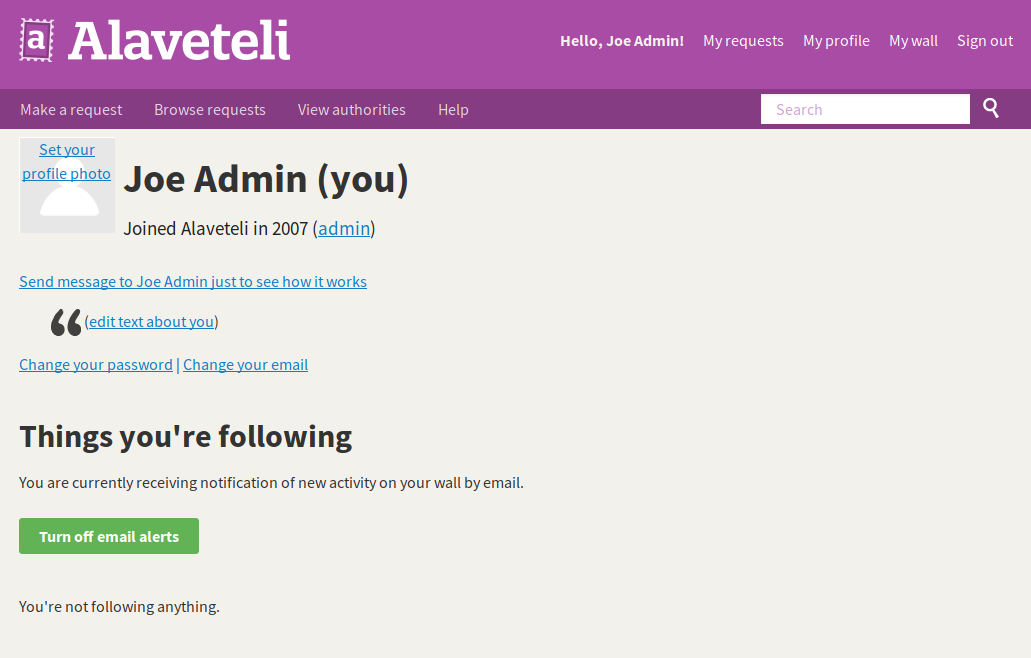 a Alaveteli
Hello, Joe Admin! My requests My profile My wall Sign out
Make a request Browse requests View authorities Help Search
Set your
profile photo
Joe Admin (you)
Joined Alaveteli in 2007 (admin)
Send message to Joe Admin just to see how it works
“ (edit text about you)
Change your password | Change your email
Things you're following
You are currently receiving notification of new activity on your wall by email.
Turn off email alerts
You're not following anything.